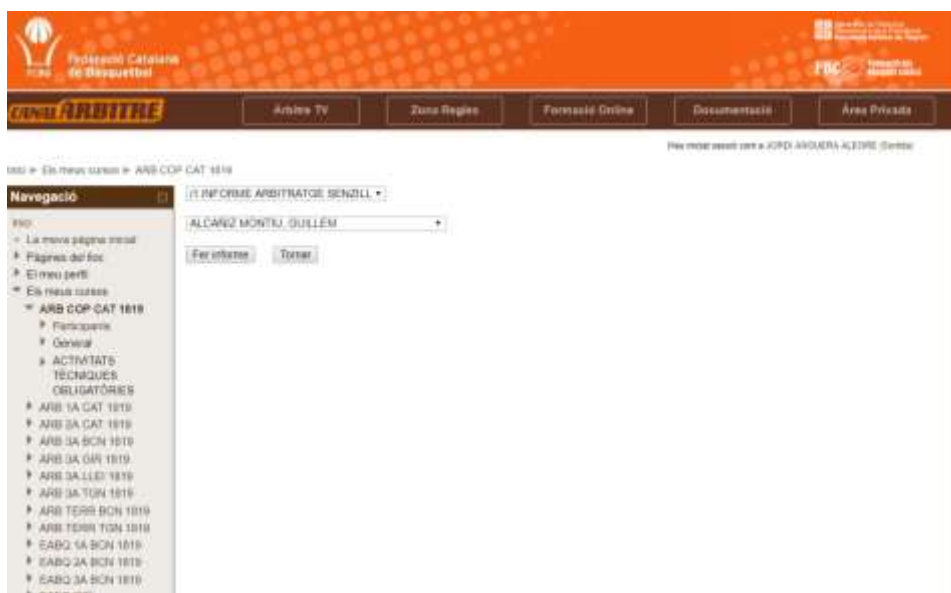 Federació Catalana
de Basquetbol
FCBQ
CANAL ÀRBITRE
Arbitre TV
Zona Regles
Formació Online
Documentació
Àrea Privada
Heu iniciat sessió com a JORDI ANGUERA ALEGRE (Sortida)
Inici ► Els meus cursos ► ARB COP CAT 1819
Navegació
Inici
La meva pàgina inicial
Pàgines del lloc
El meu perfil
Els meus cursos
ARB COP CAT 1819
Participants
General
ACTIVITATS
TÈCNIQUES
OBLIGATÒRIES
ARB 1A CAT 1819
ARB 2A CAT 1819
ARB 3A BCN 1819
ARB 3A GIR 1819
ARB 3A LLEI 1819
ARB 3A TGN 1819
ARB TERR BCN 1819
ARB TERR TGN 1819
EABQ 1A BCN 1819
EABQ 2A BCN 1819
EABQ 3A BCN 1819
INFORME ARBITRATGE SENZILL
ALCAÑIZ MONTIU, GUILLEM
Fer informe
Tornar